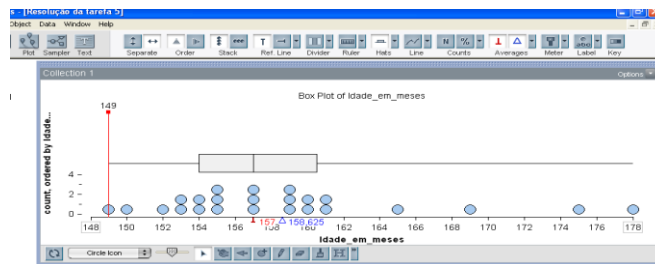 s - [Resolução da tarefa 5]
Object Data Window Help
Plot Sampler Text Separate Order Stack Ref. Line Divider Ruler Hats Line Counts Averages Meter Label Key
Collection 1 Options
Box Plot of Idade_em_meses
149
count, ordered by Idade...
4
2
0
157 158,625
148 150 152 154 156 158 160 162 164 166 168 170 172 174 176 178
Idade_em_meses
Circle Icon